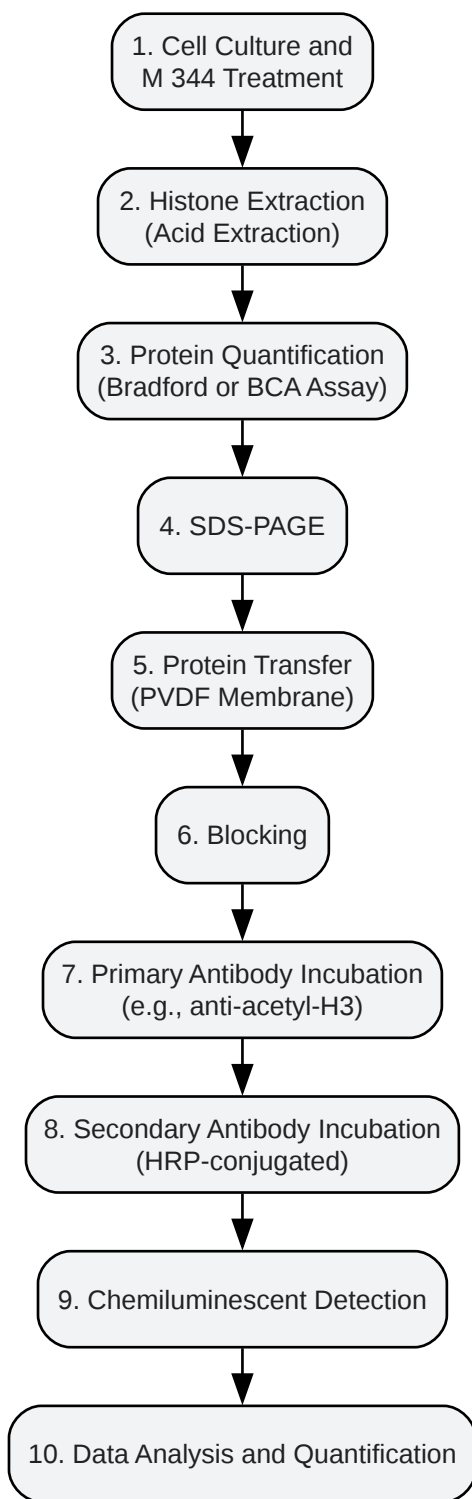 1. Cell Culture and
M 344 Treatment
2. Histone Extraction
(Acid Extraction)
3. Protein Quantification
(Bradford or BCA Assay)
4. SDS-PAGE
5. Protein Transfer
(PVDF Membrane)
6. Blocking
7. Primary Antibody Incubation
(e.g., anti-acetyl-H3)
8. Secondary Antibody Incubation
(HRP-conjugated)
9. Chemiluminescent Detection
10. Data Analysis and Quantification